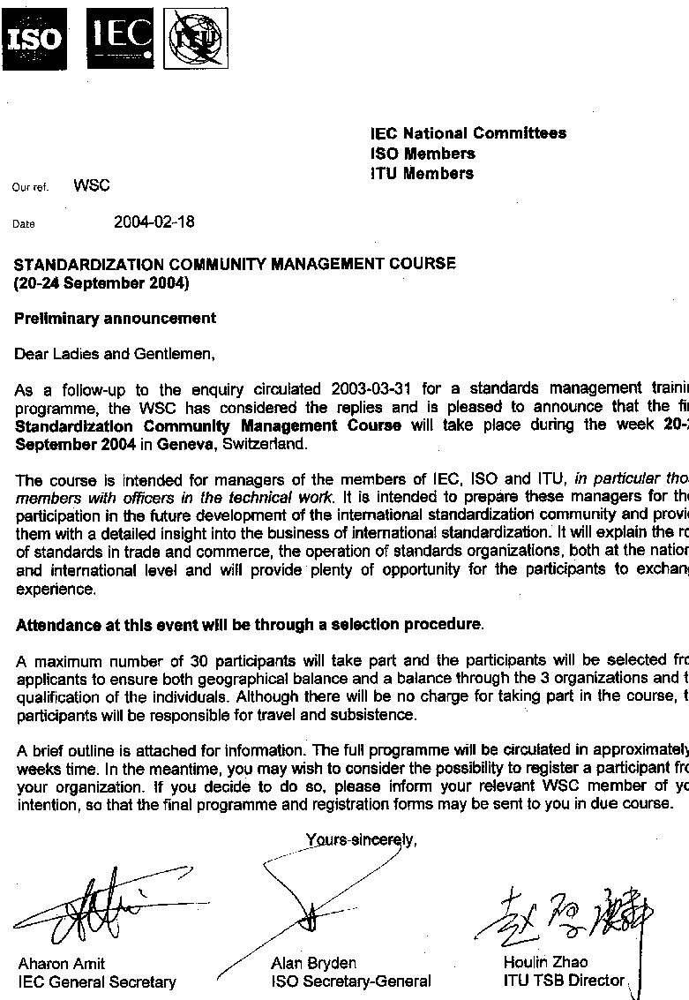 ISO IEC ITU
IEC National Committees
ISO Members
ITU Members
Our ref. WSC
Date 2004-02-18
STANDARDIZATION COMMUNITY MANAGEMENT COURSE
(20-24 September 2004)
Preliminary announcement
Dear Ladies and Gentlemen,
As a follow-up to the enquiry circulated 2003-03-31 for a standards management trainin
programme, the WSC has considered the replies and is pleased to announce that the fi
Standardization Community Management Course will take place during the week 20-
September 2004 in Geneva, Switzerland.
The course is intended for managers of the members of IEC, ISO and ITU, in particular tho
members with officers in the technical work. It is intended to prepare these managers for the
participation in the future development of the international standardization community and provi
them with a detailed insight into the business of international standardization. It will explain the ro
of standards in trade and commerce, the operation of standards organizations, both at the nation
and international level and will provide plenty of opportunity for the participants to exchan
experience.
Attendance at this event will be through a selection procedure.
A maximum number of 30 participants will take part and the participants will be selected fro
applicants to ensure both geographical balance and a balance through the 3 organizations and t
qualification of the individuals. Although there will be no charge for taking part in the course, t
participants will be responsible for travel and subsistence.
A brief outline is attached for information. The full programme will be circulated in approximately
weeks time. In the meantime, you may wish to consider the possibility to register a participant fro
your organization. If you decide to do so, please inform your relevant WSC member of yo
intention, so that the final programme and registration forms may be sent to you in due course.
Yours sincerely,
赵厚麟
Aharon Amit Alan Bryden Houlin Zhao
IEC General Secretary ISO Secretary-General ITU TSB Director